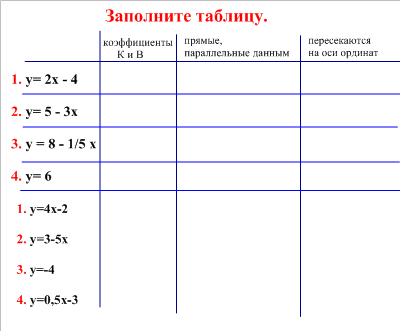 Заполните таблицу.
коэффициенты К и В
прямые, параллельные данным
пересекаются на оси ординат
1. y= 2x - 4
2. y = 5 - 3x
3. y = 8 - 1/5 x
4. y= 6
1. y=4x-2
2. y=3-5x
3. y=-4
4. y=0,5x-3